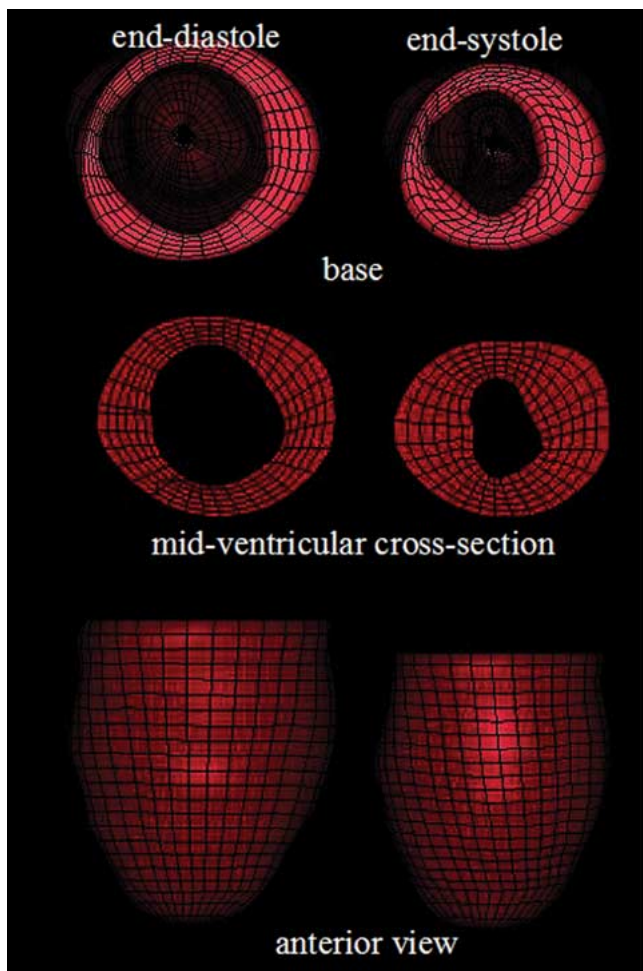 end-diastole
end-systole
base
mid-ventricular cross-section
anterior view